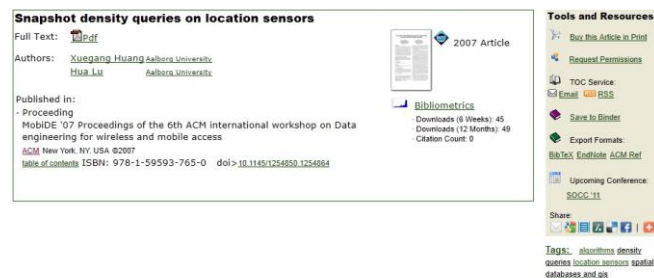 Snapshot density queries on location sensors
Full Text: Pdf
2007 Article
Authors: Xuegang Huang Aalborg University
Hua Lu Aalborg University
Published in:
· Proceeding
MobiDE '07 Proceedings of the 6th ACM international workshop on Data
engineering for wireless and mobile access
ACM New York, NY, USA ©2007
table of contents ISBN: 978-1-59593-765-0 doi>10.1145/1254850.1254864
Bibliometrics
· Downloads (6 Weeks): 45
· Downloads (12 Months): 49
· Citation Count: 0
Tools and Resources
Buy this Article in Print
Request Permissions
TOC Service:
Email RSS
Save to Binder
Export Formats:
BibTeX EndNote ACM Ref
Upcoming Conference:
SOCC '11
Share:
Tags: algorithms density
queries location sensors spatial
databases and gis